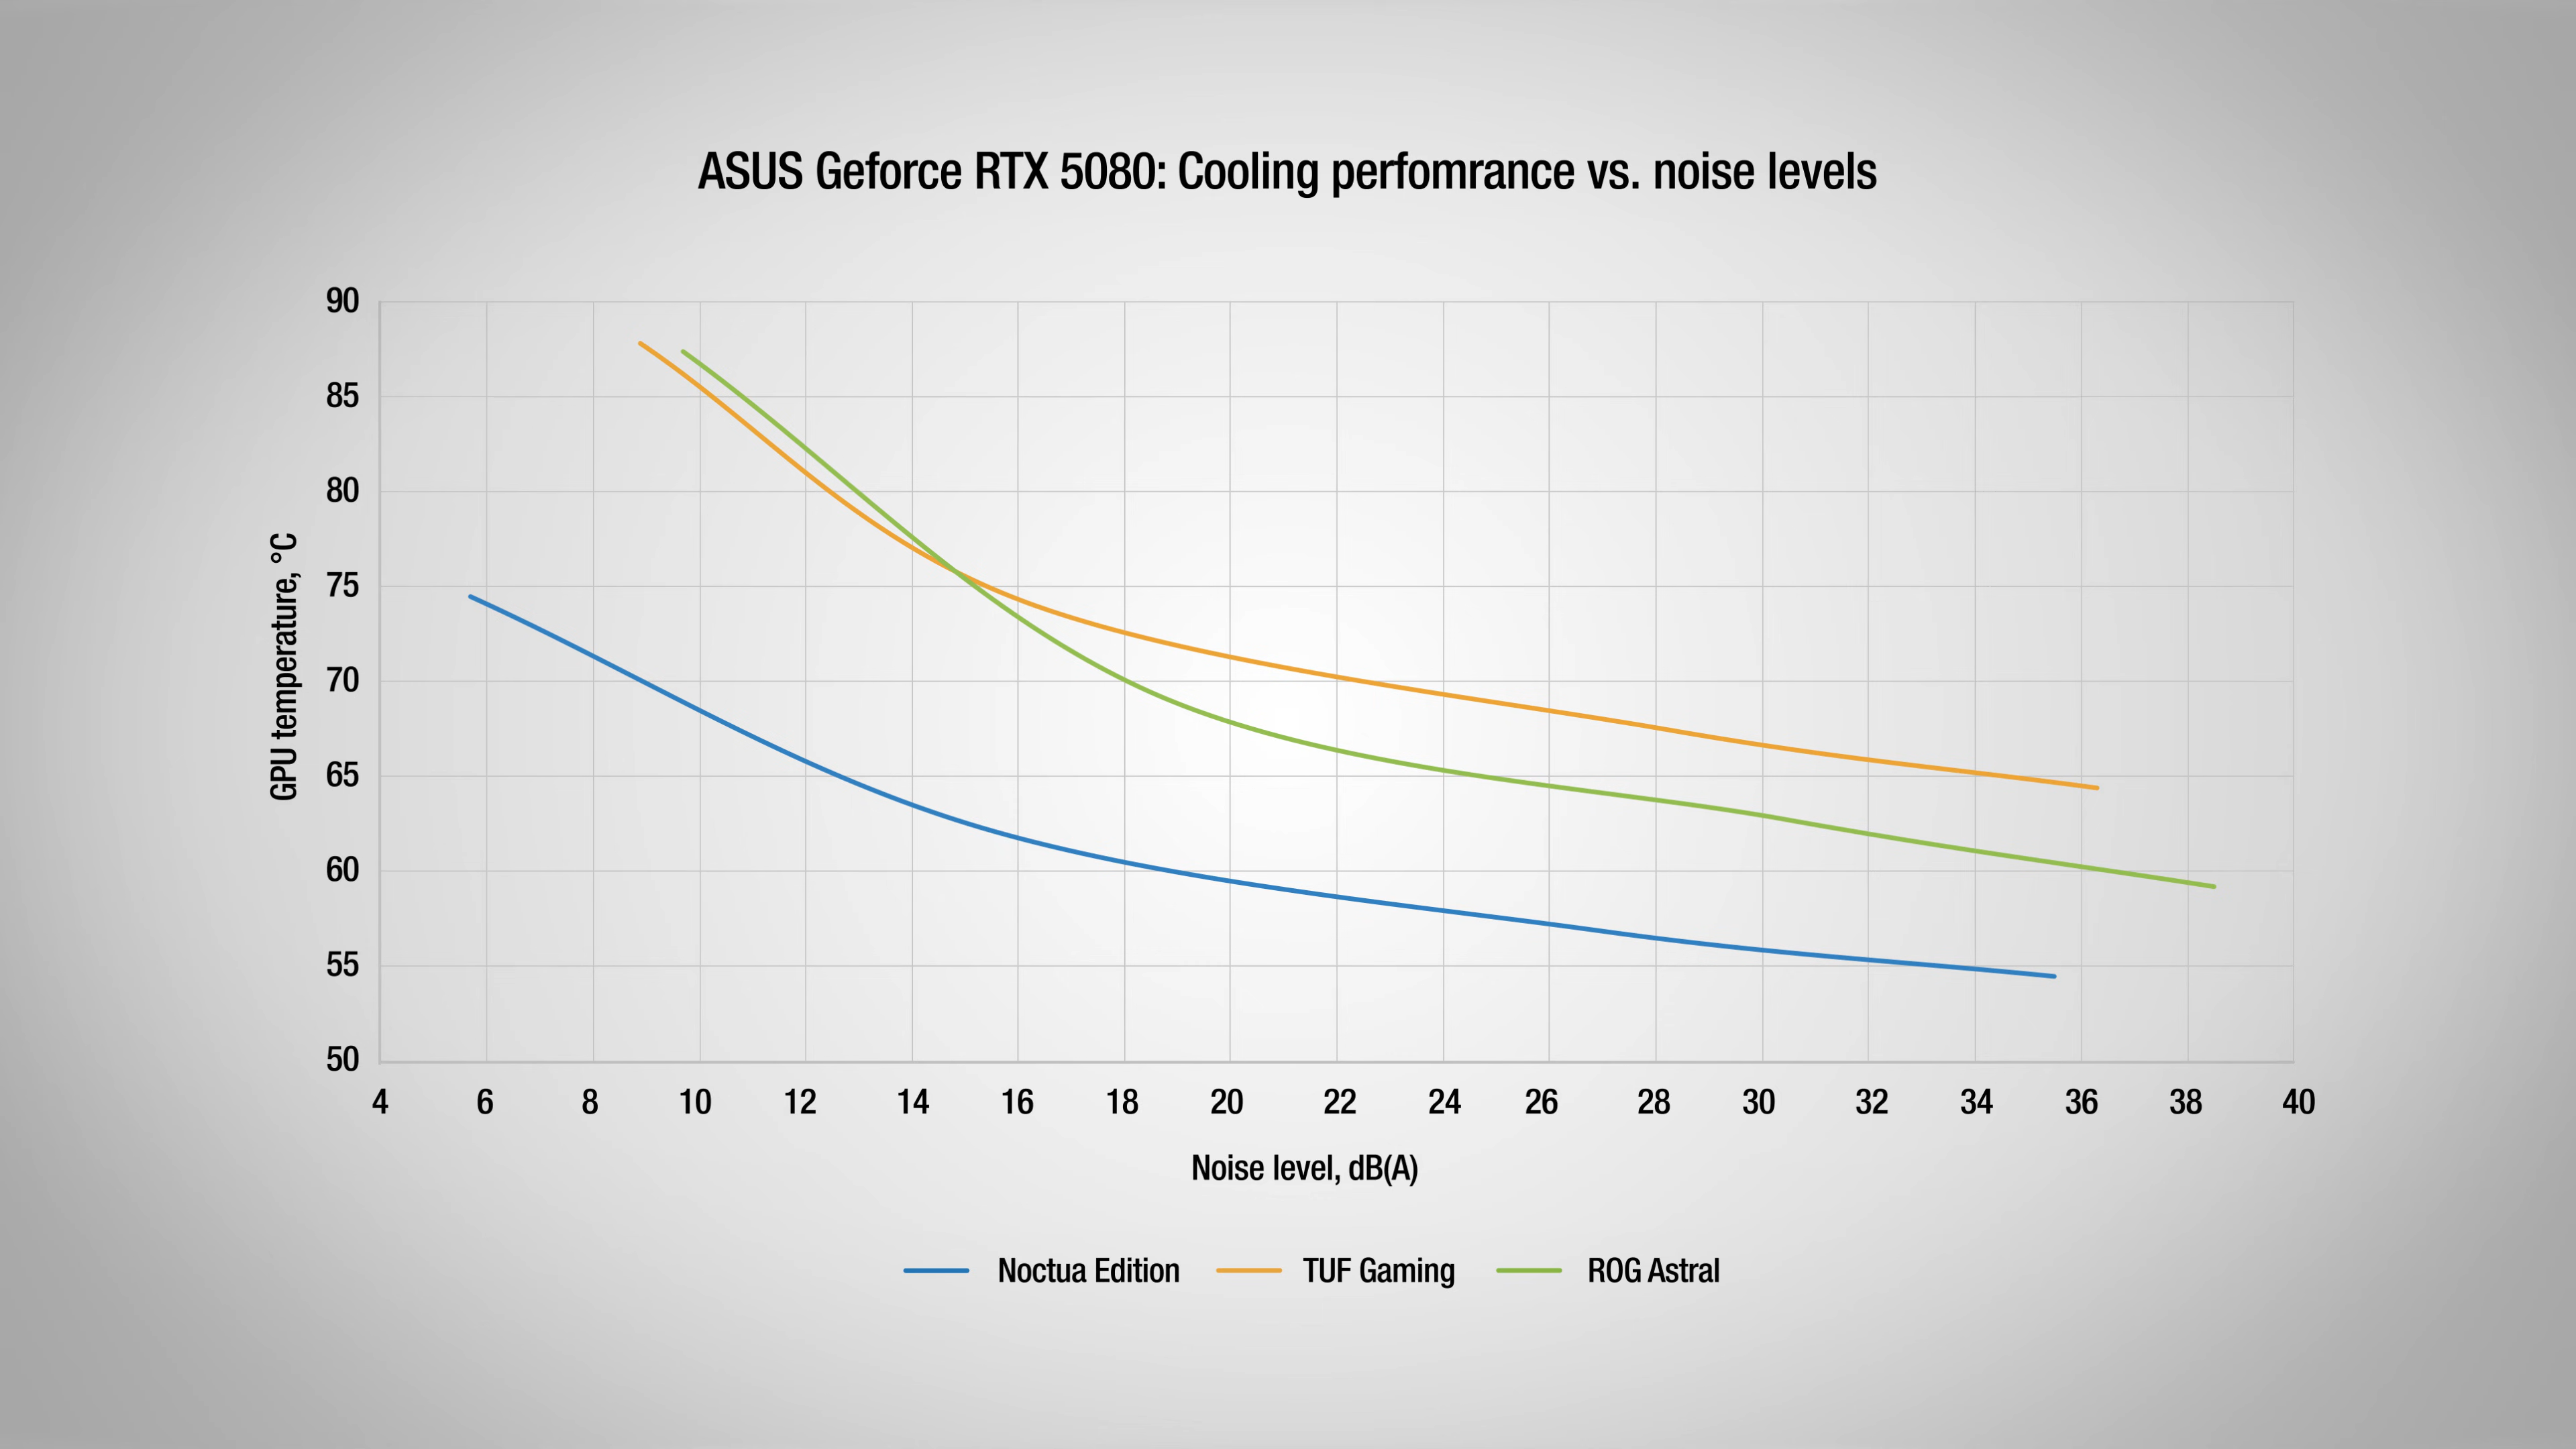 ASUS Geforce RTX 5080: Cooling perfomrance vs. noise levels
90
85
80
75
70
65
60
55
50
GPU temperature, °C
4 6 8 10 12 14 16 18 20 22 24 26 28 30 32 34 36 38 40
Noise level, dB(A)
Noctua Edition TUF Gaming ROG Astral